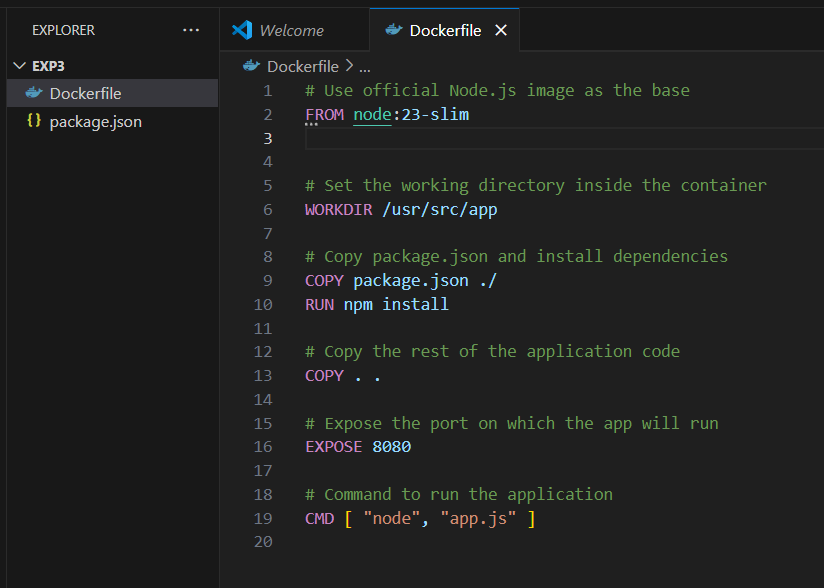 EXPLORER ...
EXP3
Dockerfile
{} package.json
Welcome
Dockerfile
Dockerfile > ...
1 # Use official Node.js image as the base
2 FROM node:23-slim
3
4
5 # Set the working directory inside the container
6 WORKDIR /usr/src/app
7
8 # Copy package.json and install dependencies
9 COPY package.json ./
10 RUN npm install
11
12 # Copy the rest of the application code
13 COPY . .
14
15 # Expose the port on which the app will run
16 EXPOSE 8080
17
18 # Command to run the application
19 CMD [ "node", "app.js" ]
20